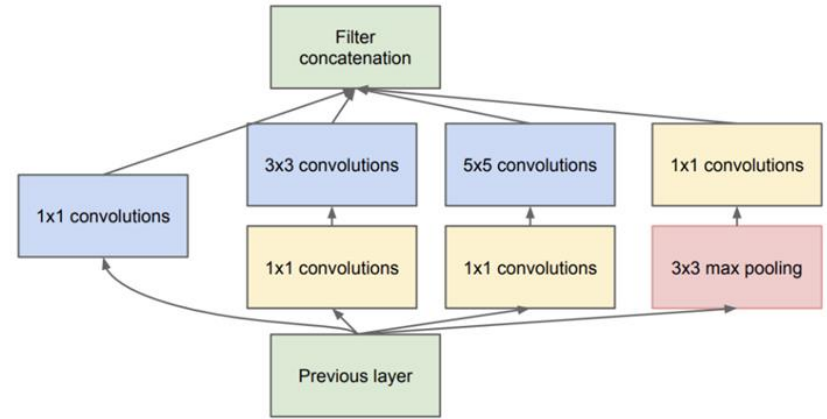 Filter
concatenation
3x3 convolutions
5x5 convolutions
1x1 convolutions
1x1 convolutions
1x1 convolutions
1x1 convolutions
3x3 max pooling
Previous layer